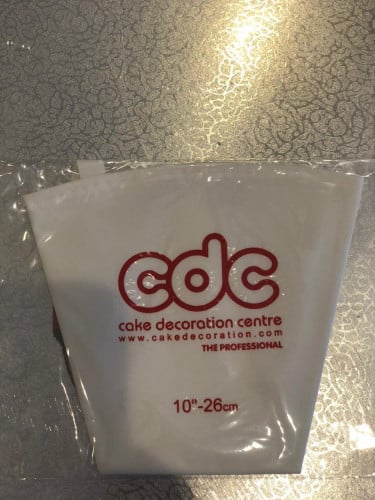 cdc
cake decoration centre
www.cakedecoration.com
THE PROFESSIONAL
10"-26cm